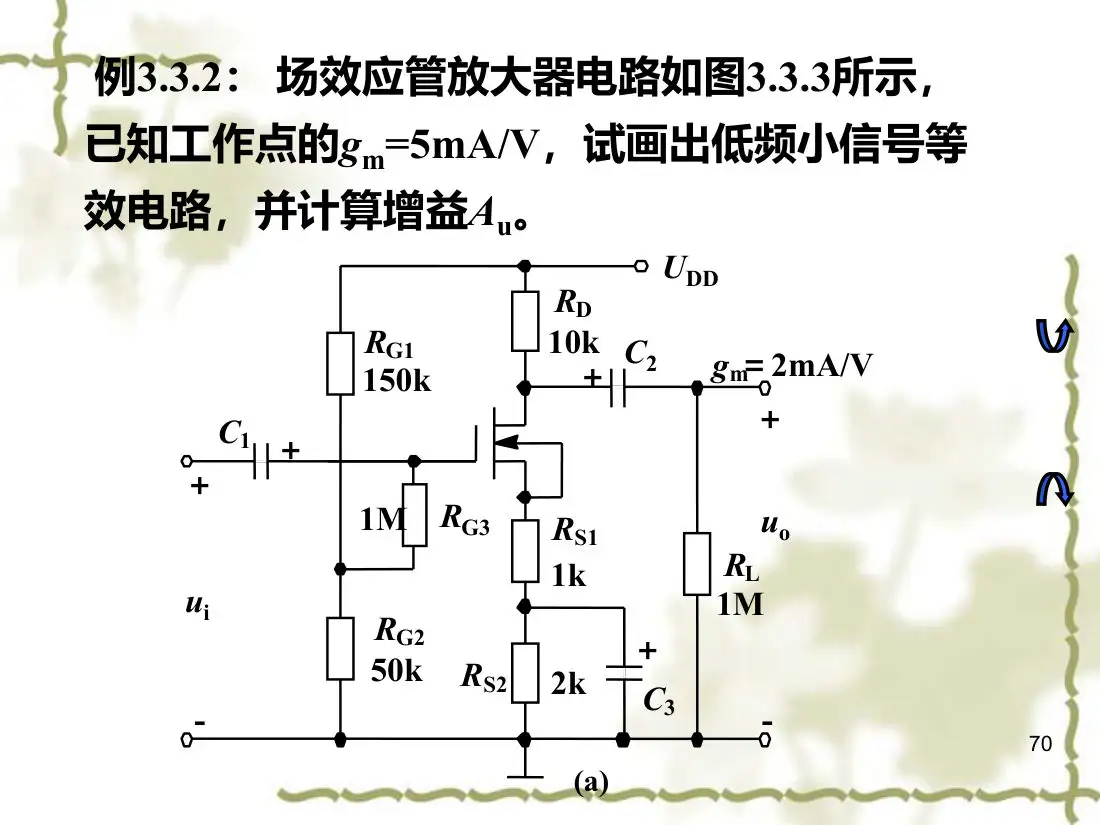 例3.3.2： 场效应管放大器电路如图3.3.3所示，
已知工作点的gm=5mA/V，试画出低频小信号等
效电路，并计算增益Au。
UDD
RD
10k
RG1
150k
C2
gm= 2mA/V
+
+
C1
+
+
1M
RG3
RS1
1k
uo
RL
1M
ui
RG2
50k
RS2
2k
+
C3
-
-
70
(a)